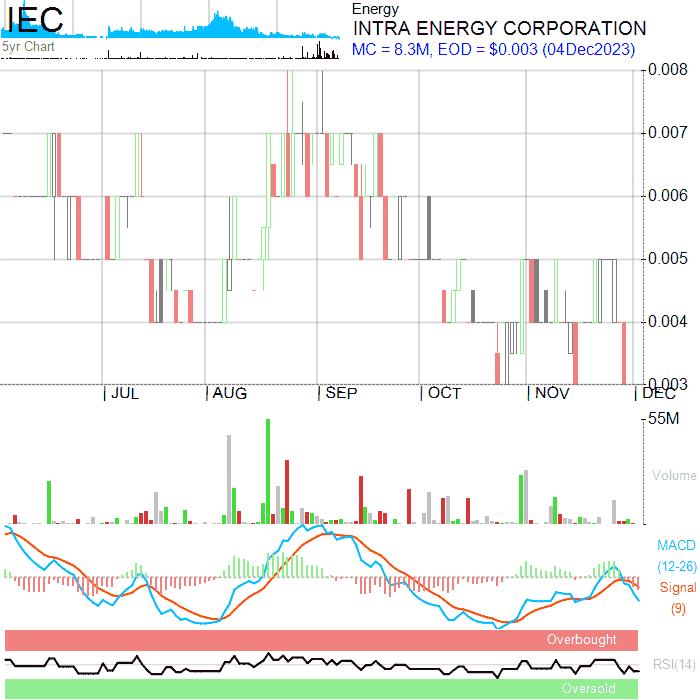 IEC
5yr Chart
Energy
INTRA ENERGY CORPORATION
MC = 8.3M, EOD = $0.003 (04Dec2023)
0.008
0.007
0.006
0.005
0.004
0.003
JUL AUG SEP OCT NOV DEC
55M
Volume
MACD
(12-26)
Signal
(9)
Overbought
RSI(14)
Oversold